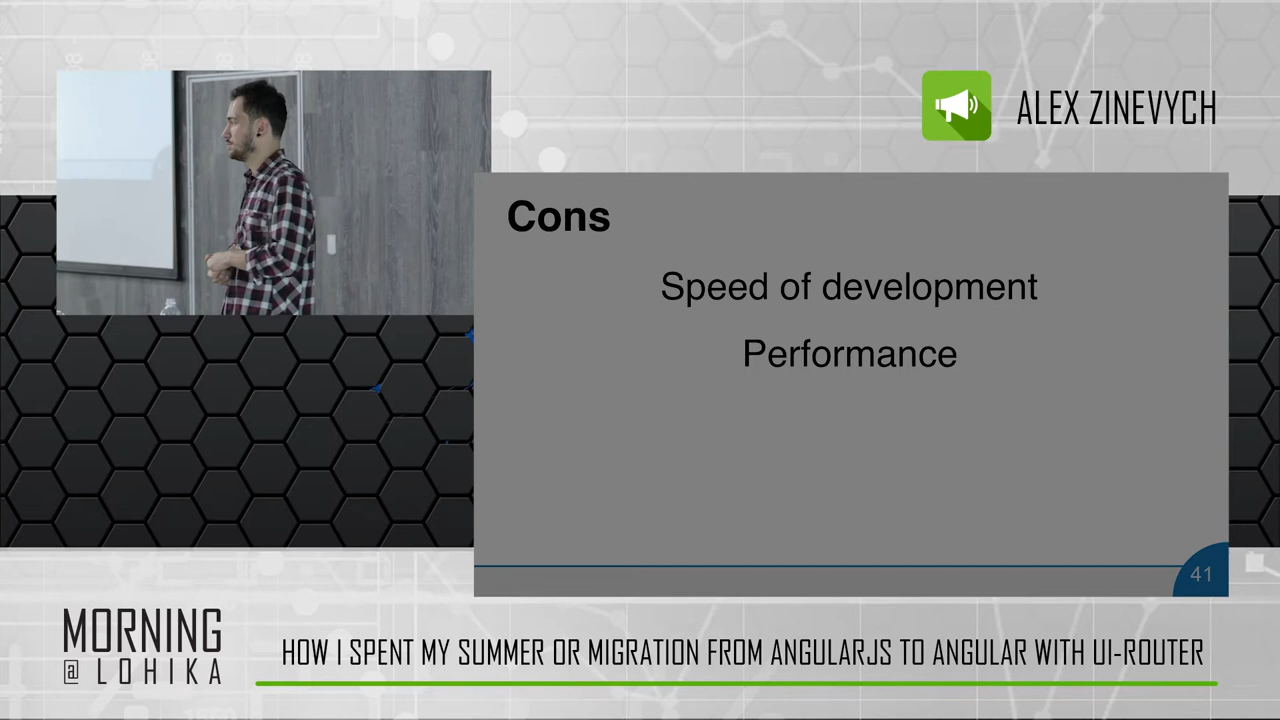 ALEX ZINEVYCH
Cons
Speed of development
Performance
41
MORNING
@ LOHIKA
HOW I SPENT MY SUMMER OR MIGRATION FROM ANGULARJS TO ANGULAR WITH UI-ROUTER